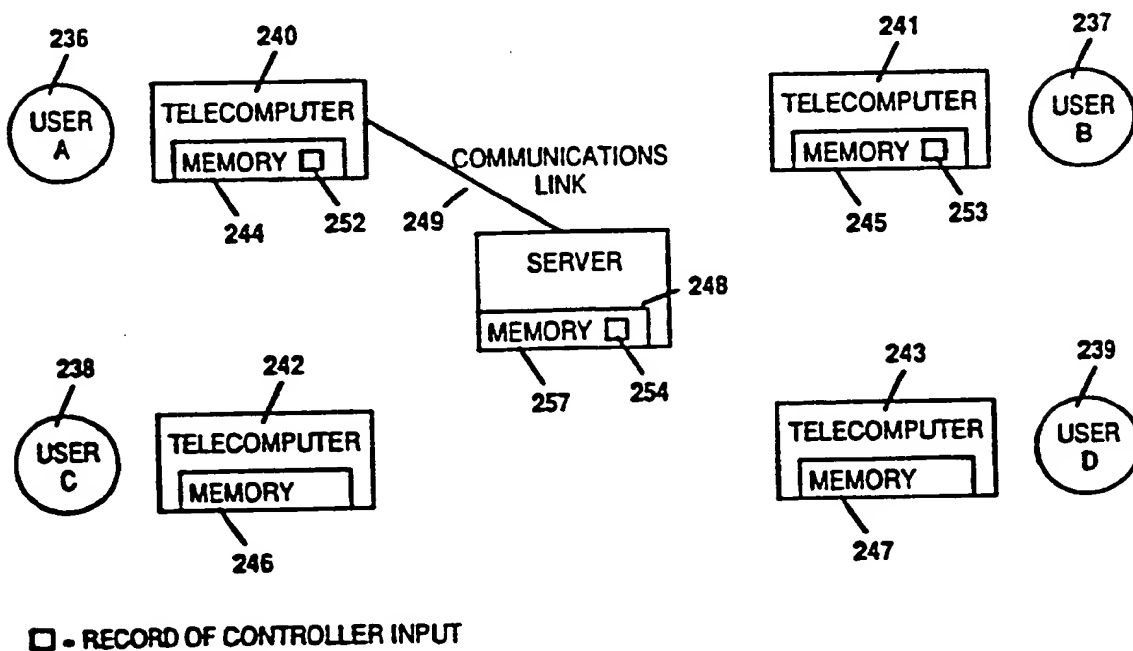 236
240
241
237
USER
A
TELECOMPUTER
MEMORY
TELECOMPUTER
MEMORY
USER
B
244
252
COMMUNICATIONS
LINK
249
245
253
SERVER
248
MEMORY
257
254
238
242
243
239
USER
C
TELECOMPUTER
MEMORY
TELECOMPUTER
MEMORY
USER
D
246
247
- RECORD OF CONTROLLER INPUT